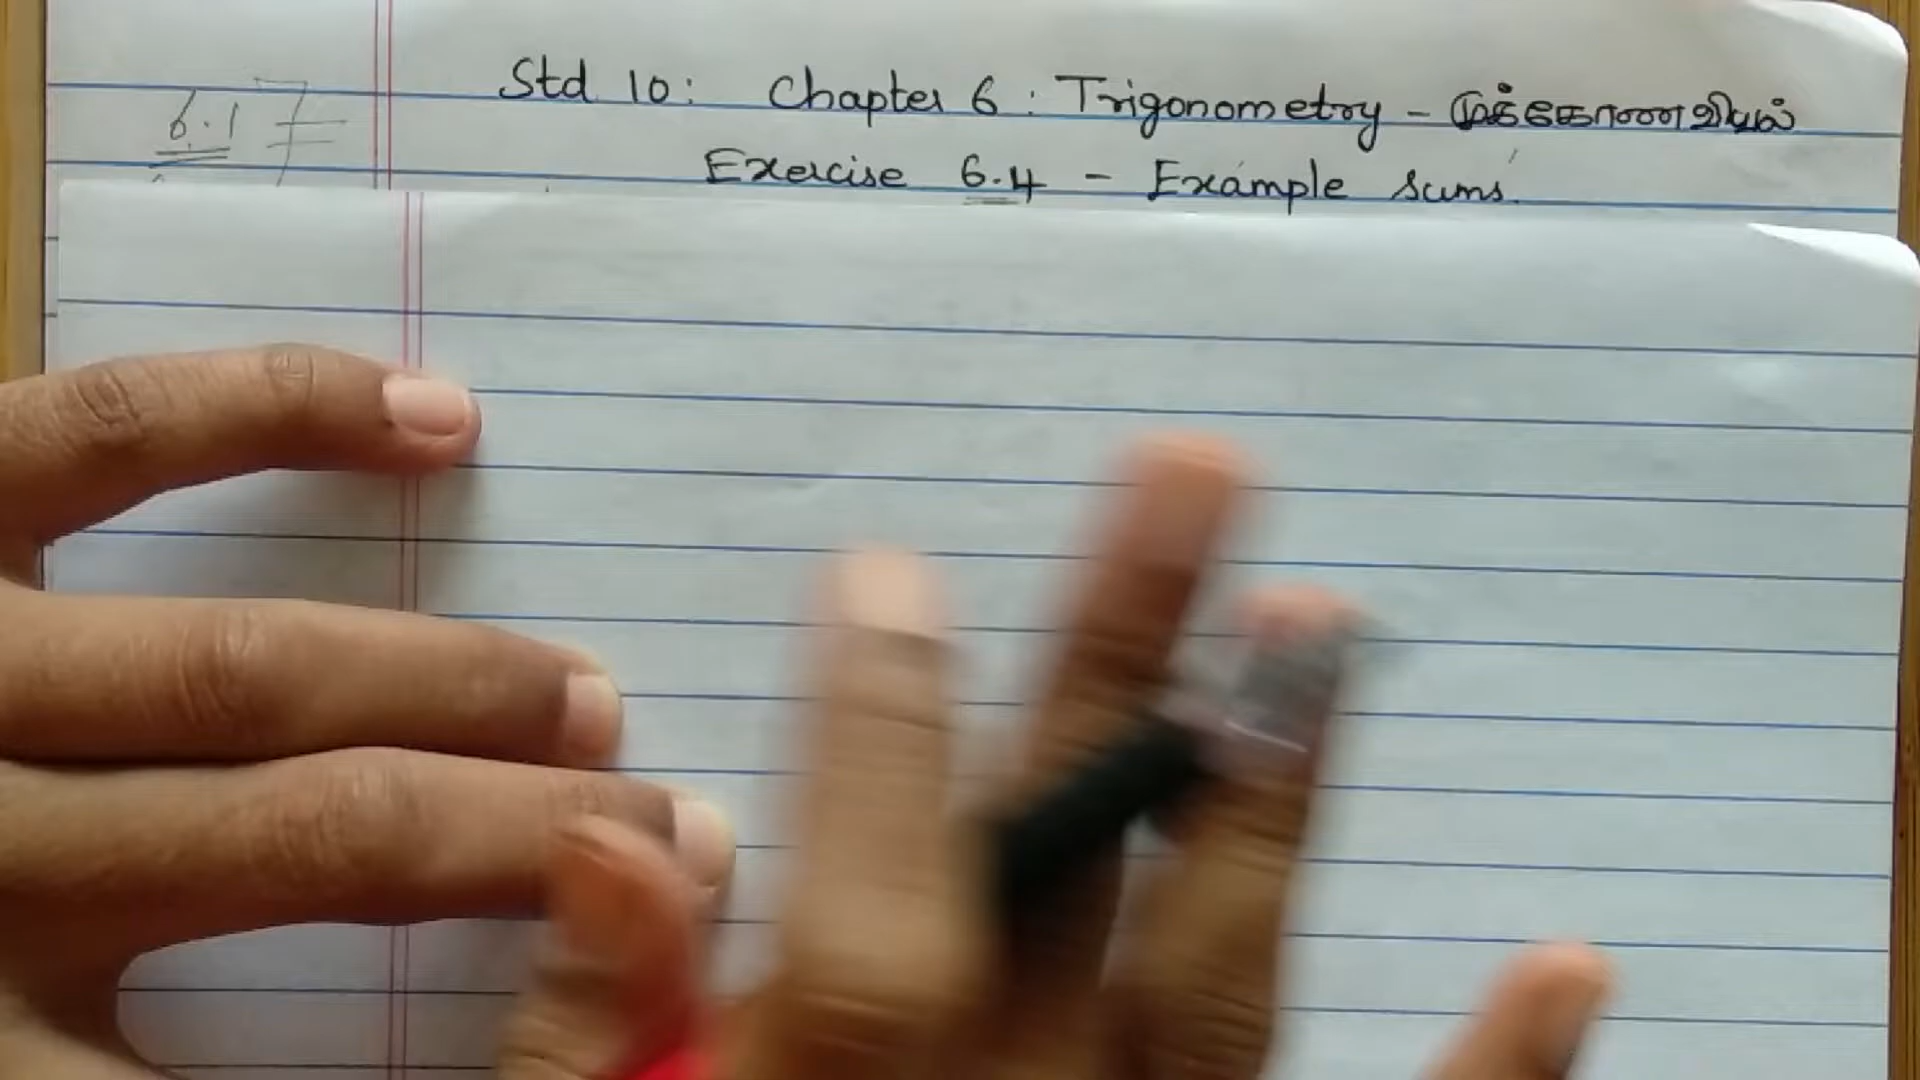 Std 10: Chapter 6 : Trigonometry - முக்கோணவியல்
6.1
Exercise 6.4 - Example sums.